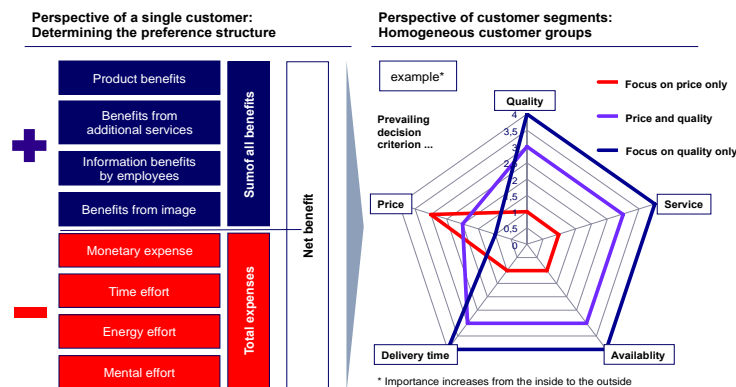 Perspective of a single customer:
Determining the preference structure
Product benefits
Benefits from
additional services
Information benefits
by employees
Benefits from image
Monetary expense
Time effort
Energy effort
Mental effort
Sumof all benefits
Total expenses
Net benefit
Perspective of customer segments:
Homogeneous customer groups
example*
Prevailing
decision
criterion ...
Focus on price only
Price and quality
Focus on quality only
Quality
4
3,5
3
2,5
2
1,5
1
0,5
0
Price
Service
Delivery time
Availablity
* Importance increases from the inside to the outside